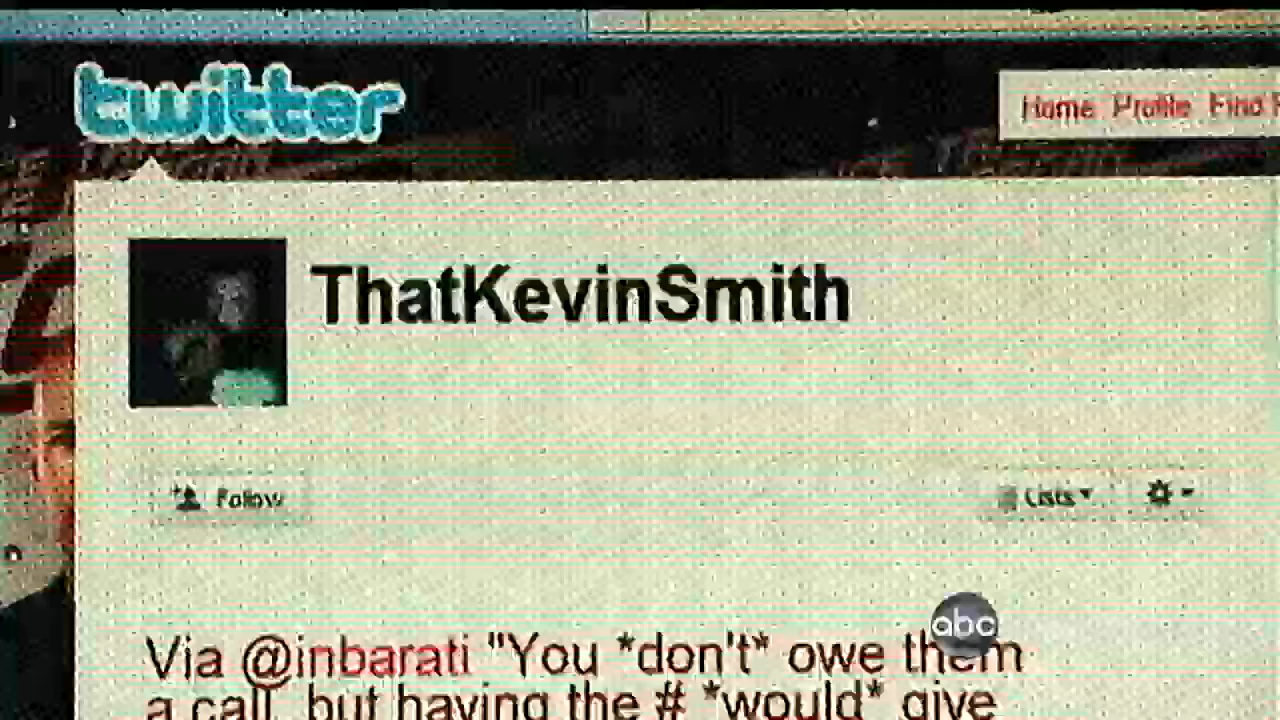 twitter
Home Profile Find
ThatKevinSmith
Follow
Lists
abc
Via @inbarati "You *don't* owe them
a call, but having the # *would* give